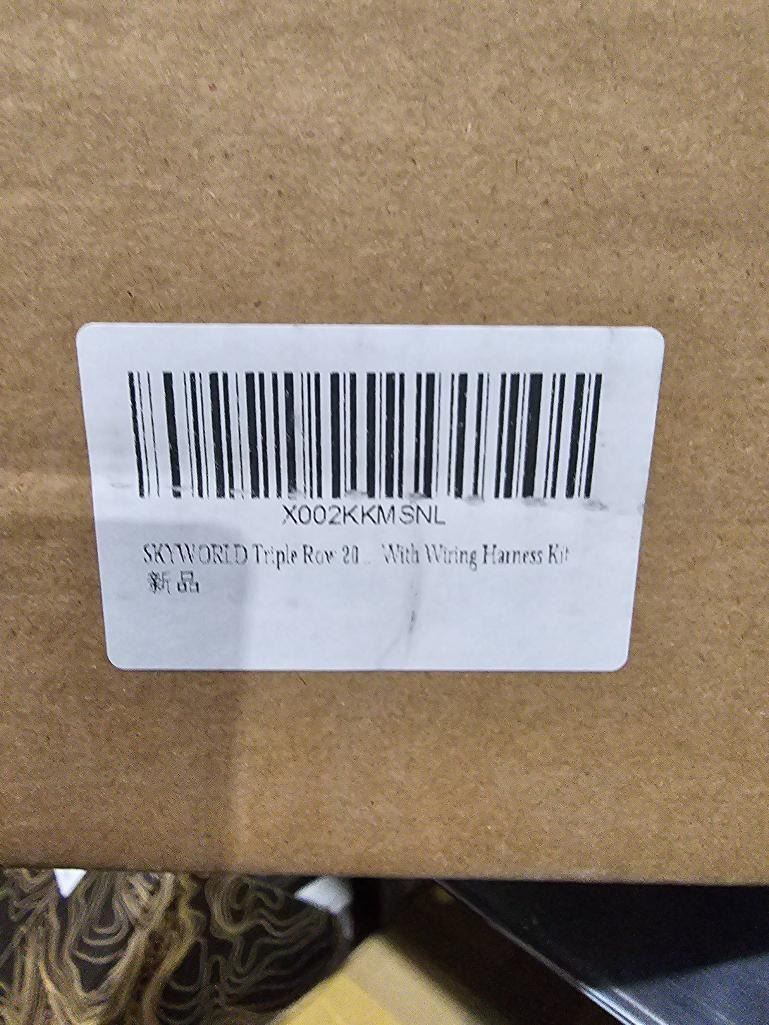 X002KKMSNL
SKYWORLD Triple Row 20 ... With Wiring Harness Kit
新品